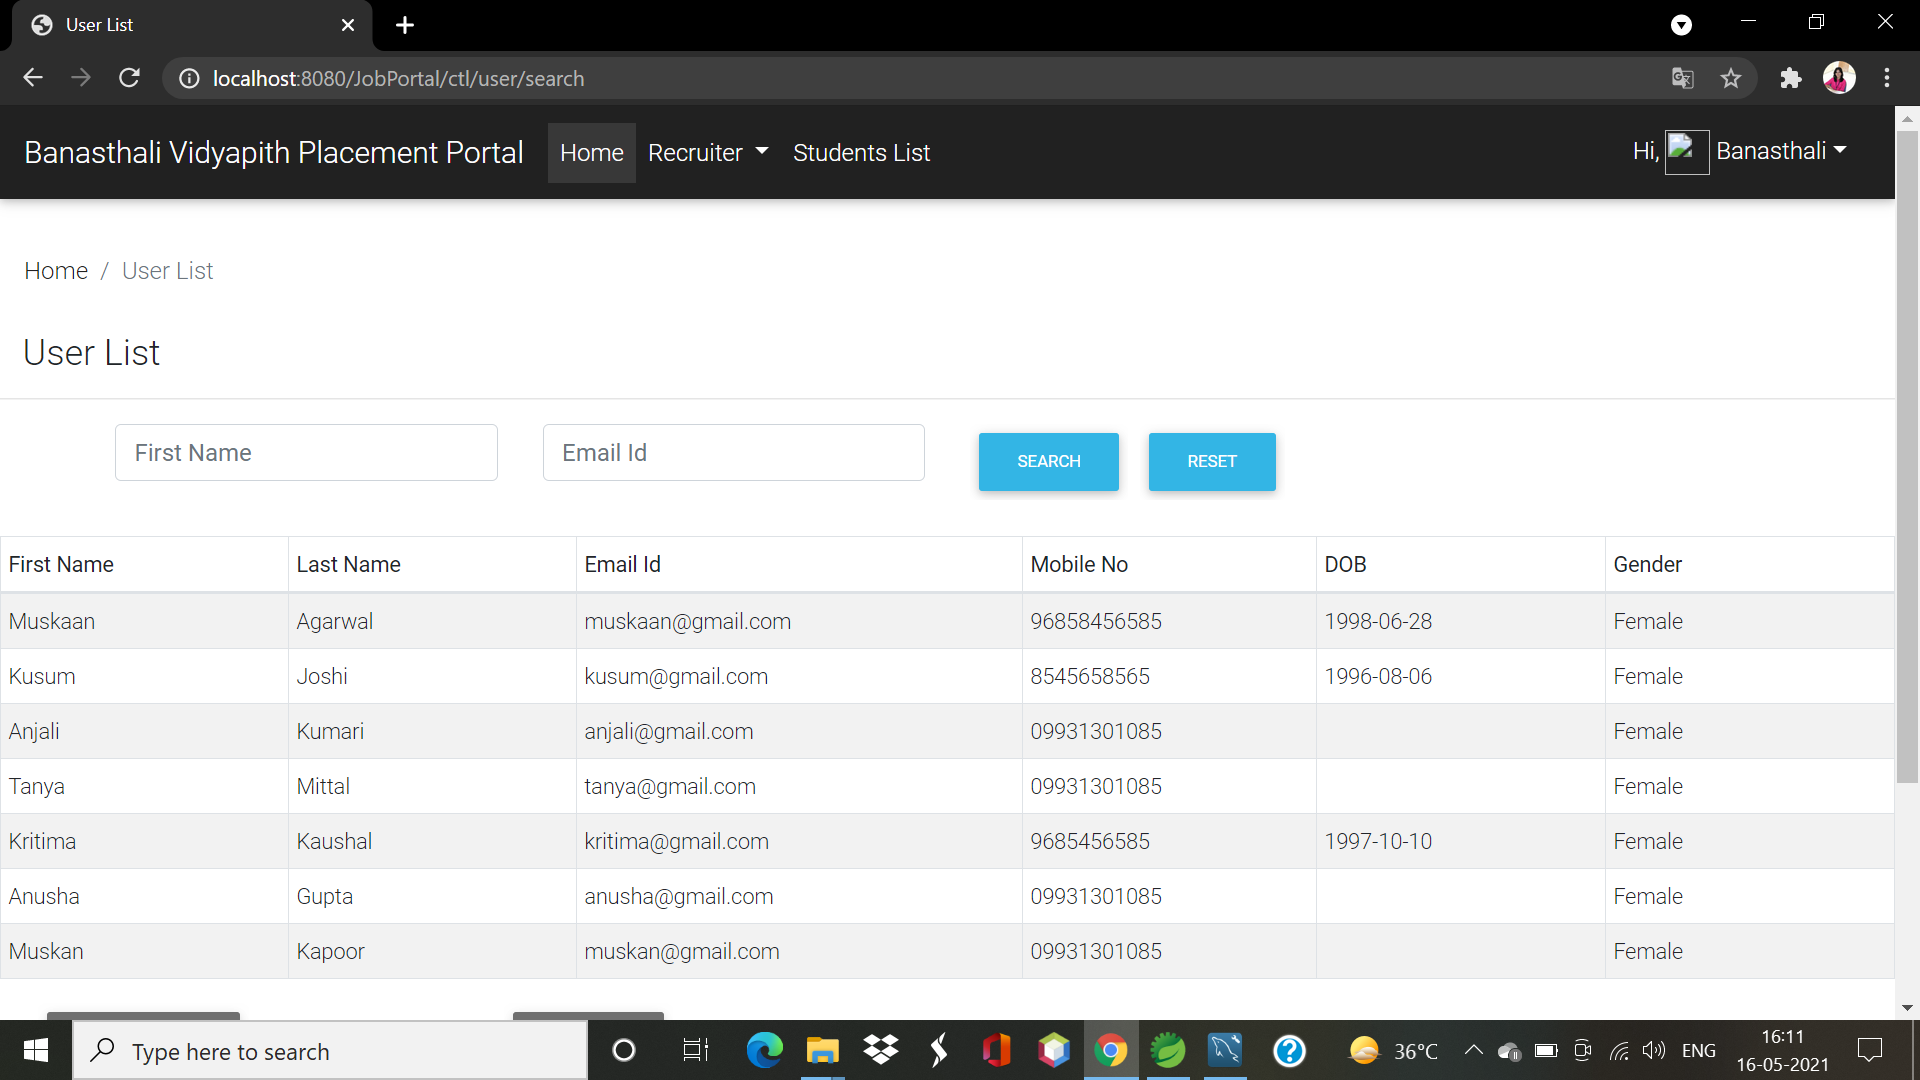 User List
localhost:8080/JobPortal/ctl/user/search
Banasthali Vidyapith Placement Portal Home Recruiter Students List Hi, Banasthali
Home / User List
User List
First Name Email Id SEARCH RESET
First Name Last Name Email Id Mobile No DOB Gender
Muskaan Agarwal muskaan@gmail.com 96858456585 1998-06-28 Female
Kusum Joshi kusum@gmail.com 8545658565 1996-08-06 Female
Anjali Kumari anjali@gmail.com 09931301085 Female
Tanya Mittal tanya@gmail.com 09931301085 Female
Kritima Kaushal kritima@gmail.com 9685456585 1997-10-10 Female
Anusha Gupta anusha@gmail.com 09931301085 Female
Muskan Kapoor muskan@gmail.com 09931301085 Female
Type here to search 36°C ENG 16:11
16-05-2021